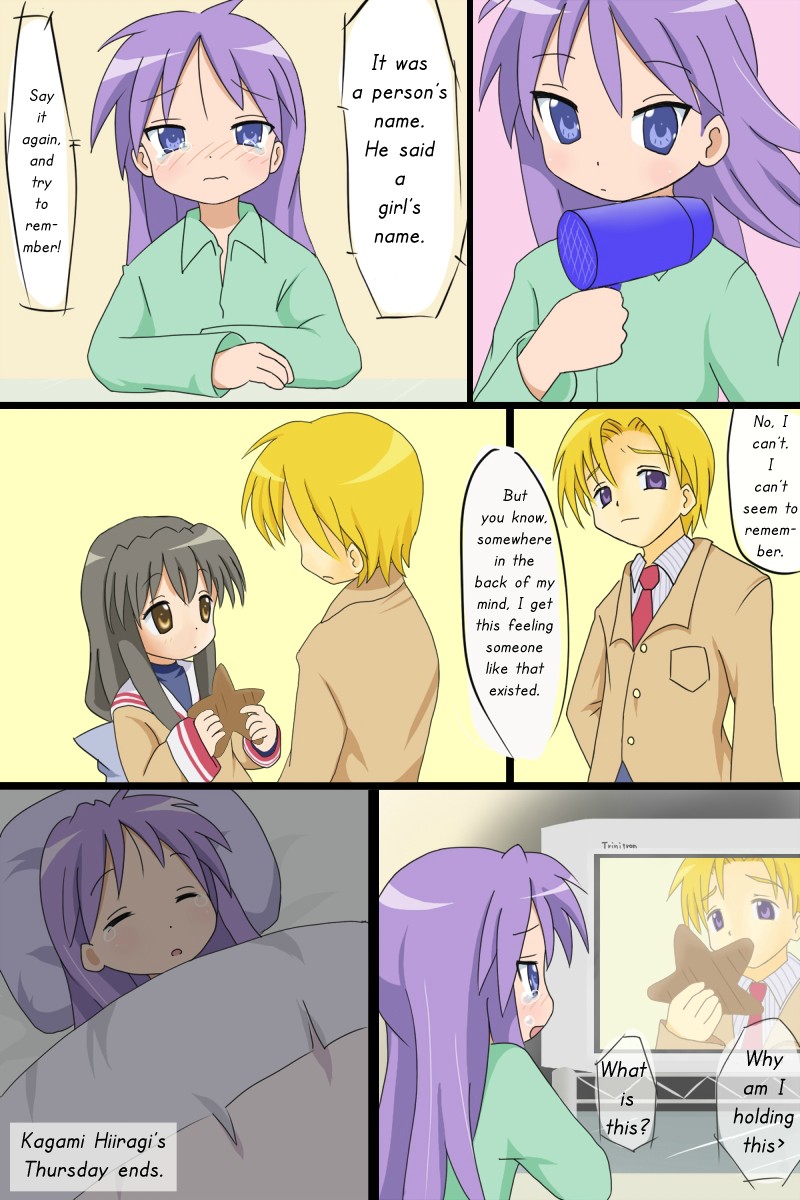 It was
a person's
name.
He said
a
girl's
name.
Say
it
again,
and
try
to
rem-
mber!
No, I
can't.
I
can't
seem to
remem-
ber.
But
you know,
somewhere
in the
back of my
mind, I get
this feeling
someone
like that
existed.
Trinitron
Why
am I
holding
this>
What
is
this?
Kagami Hiiragi's
Thursday ends.